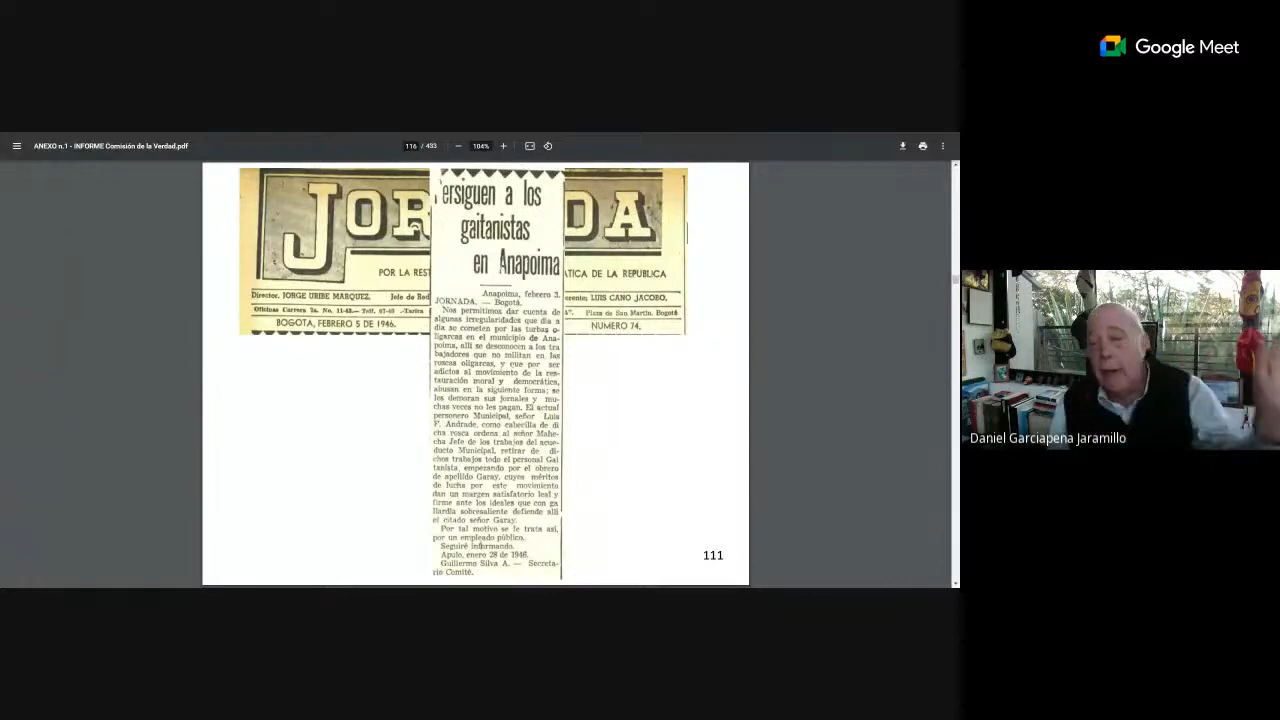 Google Meet
ANEXO n.1 - INFORME Comisión de la Verdad.pdf
116 / 433
104%
JOR
DA
POR LA REST
ATICA DE LA REPUBLICA
Director, JORGE URIBE MARQUEZ.
Jefe de Red
erente: LUIS CANO JACOBO.
Oficinas Carrera 7a. No. 11-
Plaza de San Martín. Bogotá
BOGOTA, FEBRERO 5 DE 1946.
NUMERO 74.
ersiguen a los
gaitanistas
en Anapoima
Anapoima, febrero 3.
JORNADA. — Bogotá.
Nos permitimos dar cuenta de
algunas irregularidades que día a
día se cometen por las turbas o-
ligarcas en el municipio de Ana-
poima, allí se desconocen a los tra
bajadores que no militan en las
roscas oligarcas, y que por ser
adictos al movimiento de la res-
tauración moral y democrática,
abusan en la siguiente forma; se
les demoran sus jornales y mu-
chas veces no les pagan. El actual
personero Municipal, señor Luis
F. Andrade, como cabecilla de di
cha rosca ordena al señor Mahe-
cha Jefe de los trabajos del acue-
ducto Municipal, retirar de di-
chos trabajos todo el personal Gai
tanista, empezando por el obrero
de apellido Garay, cuyos méritos
de lucha por este movimiento
dan un margen satisfatorio leal y
firme ante los ideales que con ga
llardía sobresaliente defiende allí
el citado señor Garay.
Por tal motivo se le trata así,
por un empleado público.
Seguiré informando.
Apulo, enero 28 de 1946.
Guillermo Silva A. — Secreta-
rio Comité.
111
Daniel Garciapena Jaramillo